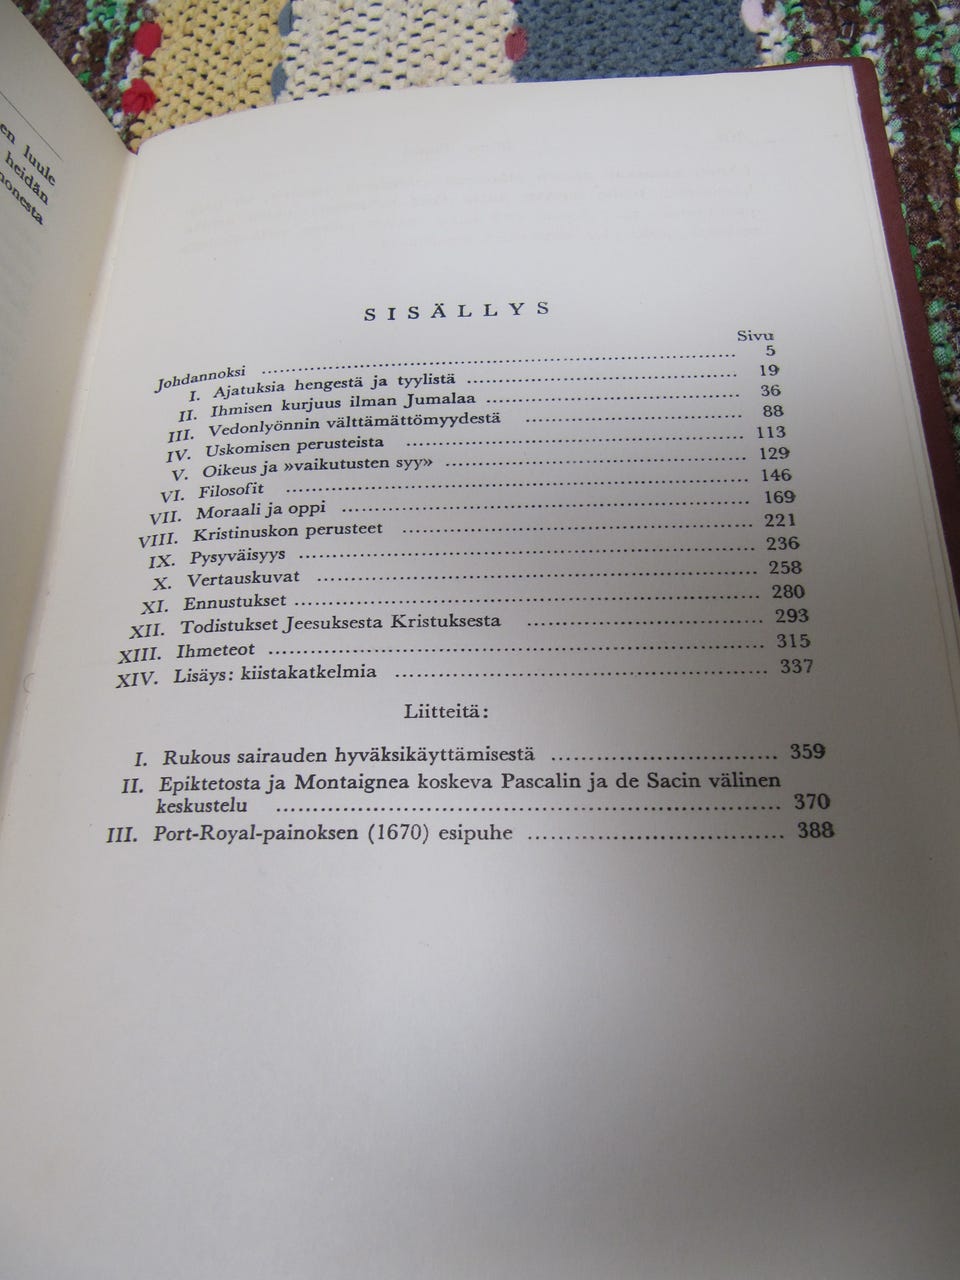 en luule
heidän
nonesta
SISÄLLYS
Sivu
Johdannoksi ........ 5
I. Ajatuksia hengestä ja tyylistä ........ 19
II. Ihmisen kurjuus ilman Jumalaa ........ 36
III. Vedonlyönnin välttämättömyydestä ........ 88
IV. Uskomisen perusteista ........ 113
V. Oikeus ja »vaikutusten syy» ........ 129
VI. Filosofit ........ 146
VII. Moraali ja oppi ........ 169
VIII. Kristinuskon perusteet ........ 221
IX. Pysyväisyys ........ 236
X. Vertauskuvat ........ 258
XI. Ennustukset ........ 280
XII. Todistukset Jeesuksesta Kristuksesta ........ 293
XIII. Ihmeteot ........ 315
XIV. Lisäys: kiistakatkelmia ........ 337
Liitteitä:
I. Rukous sairauden hyväksikäyttämisestä ........ 359
II. Epiktetosta ja Montaignea koskeva Pascalin ja de Sacin välinen
keskustelu ........ 370
III. Port-Royal-painoksen (1670) esipuhe ........ 388